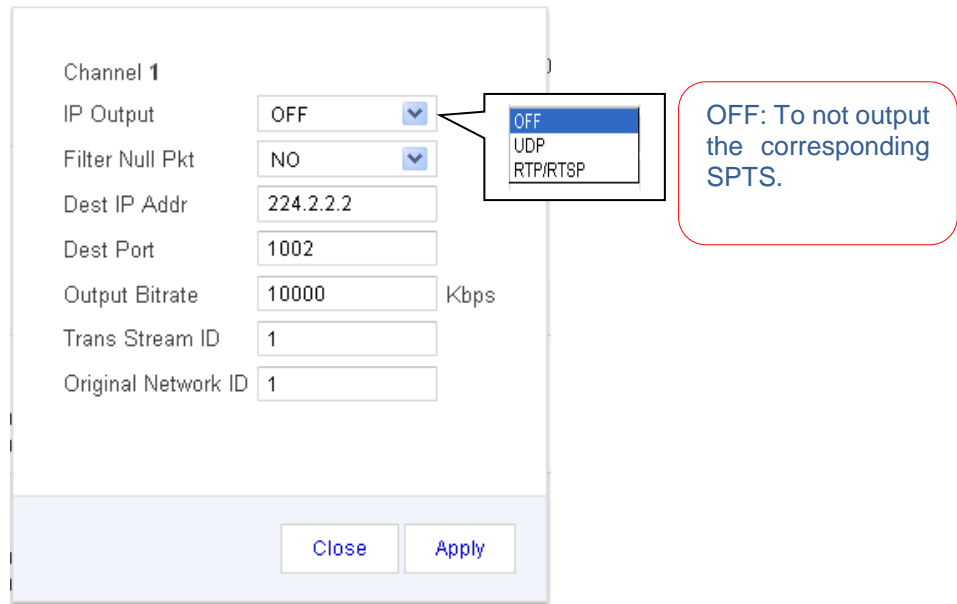 Channel 1
IP Output OFF
Filter Null Pkt NO
Dest IP Addr 224.2.2.2
Dest Port 1002
Output Bitrate 10000 Kbps
Trans Stream ID 1
Original Network ID 1
Close Apply
OFF
UDP
RTP/RTSP
OFF: To not output
the corresponding
SPTS.